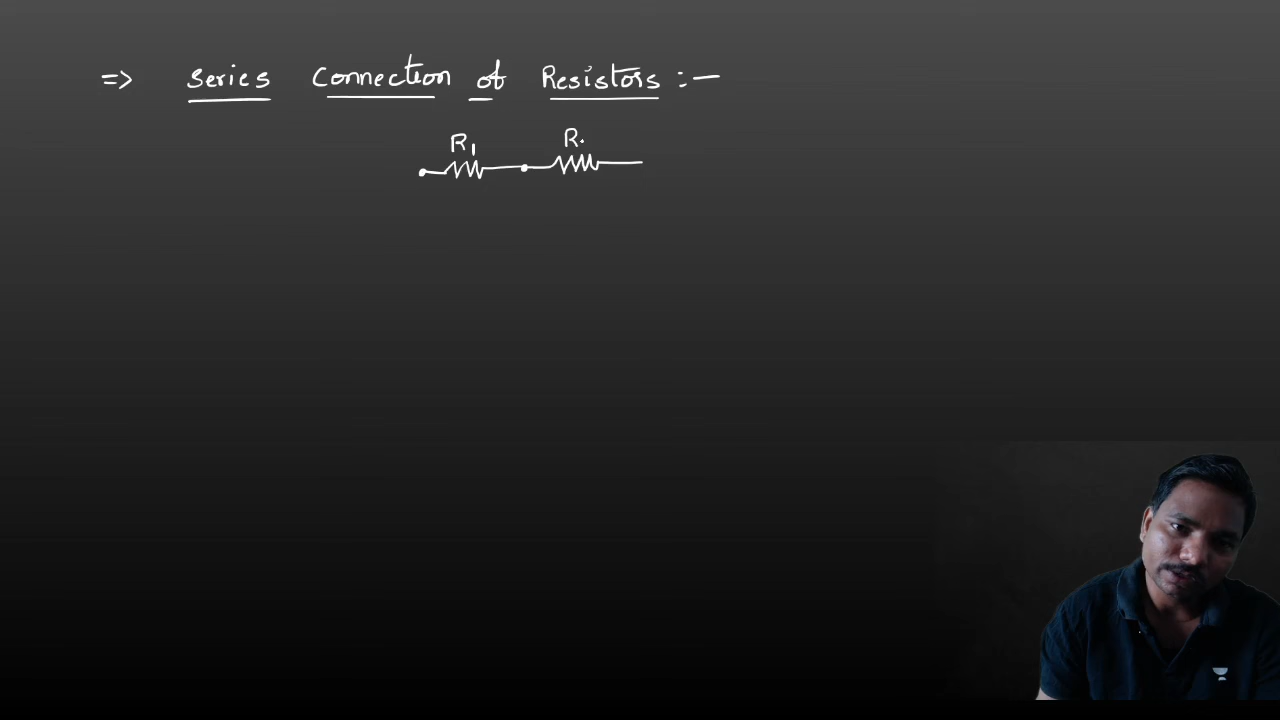 => Series Connection of Resistors :-
R1 R.